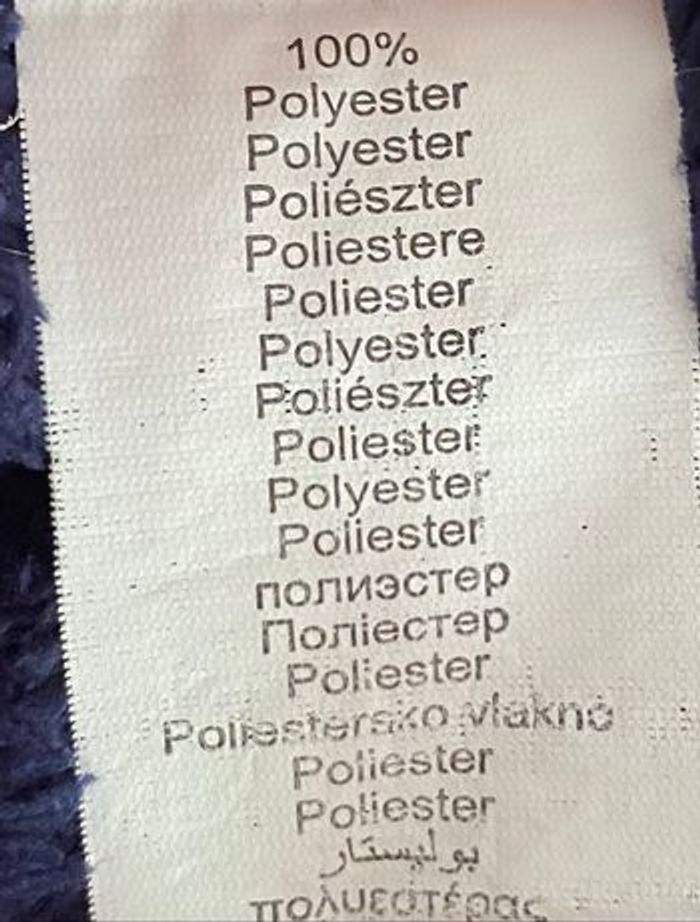 100%
Polyester
Polyester
Poliészter
Poliestere
Poliester
Polyester
Poliészter
Poliester
Polyester
Poliester
полиэстер
Поліестер
Poliester
Poliestersko vlakno
Poliester
Poliester
بوليستار
πολυεστέρας